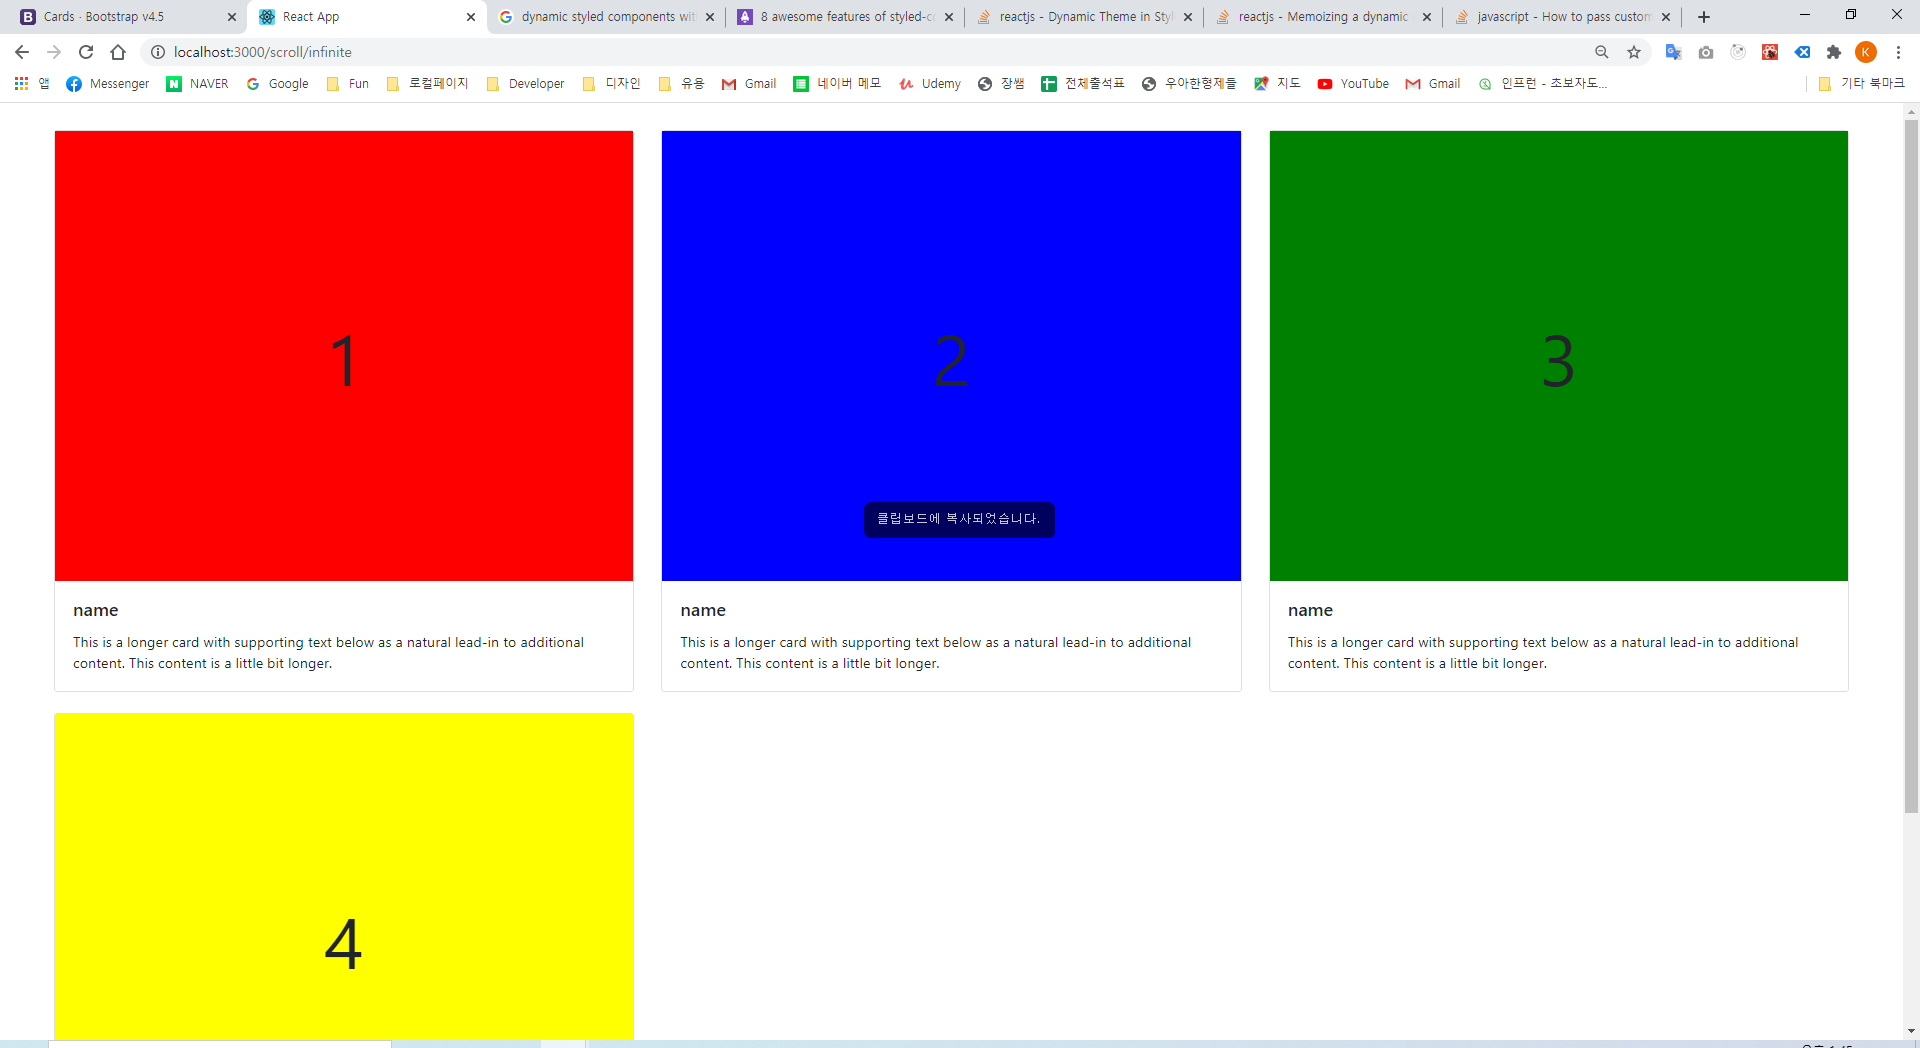 Cards · Bootstrap v4.5
React App
dynamic styled components wit
8 awesome features of styled-co
reactjs - Dynamic Theme in Sty
reactjs - Memoizing a dynamic
javascript - How to pass custom
localhost:3000/scroll/infinite
K
앱 Messenger NAVER Google Fun 로컬페이지 Developer 디자인 유용 Gmail 네이버 메모 Udemy 장쌤 전체출석표 우아한형제들 지도 YouTube Gmail 인프런 - 초보자도... 기타 북마크
1
2
3
클립보드에 복사되었습니다.
name
This is a longer card with supporting text below as a natural lead-in to additional
content. This content is a little bit longer.
name
This is a longer card with supporting text below as a natural lead-in to additional
content. This content is a little bit longer.
name
This is a longer card with supporting text below as a natural lead-in to additional
content. This content is a little bit longer.
4